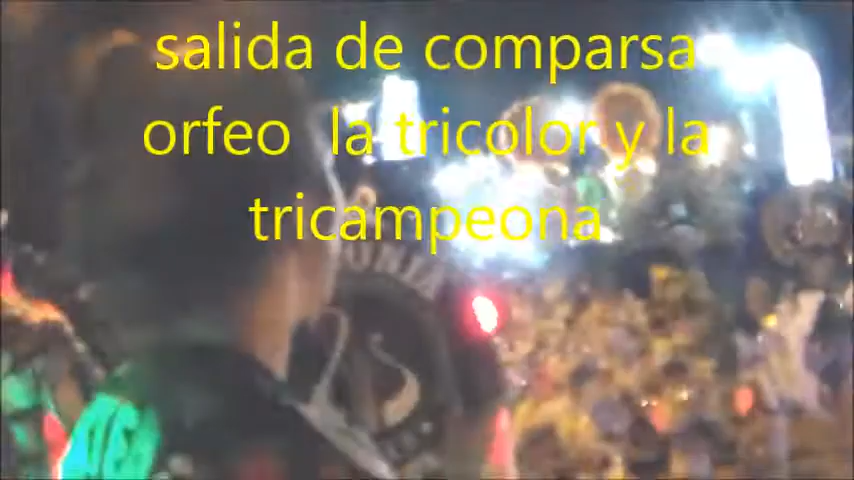 salida de comparsa
orfeo la tricolor y la
tricampeona